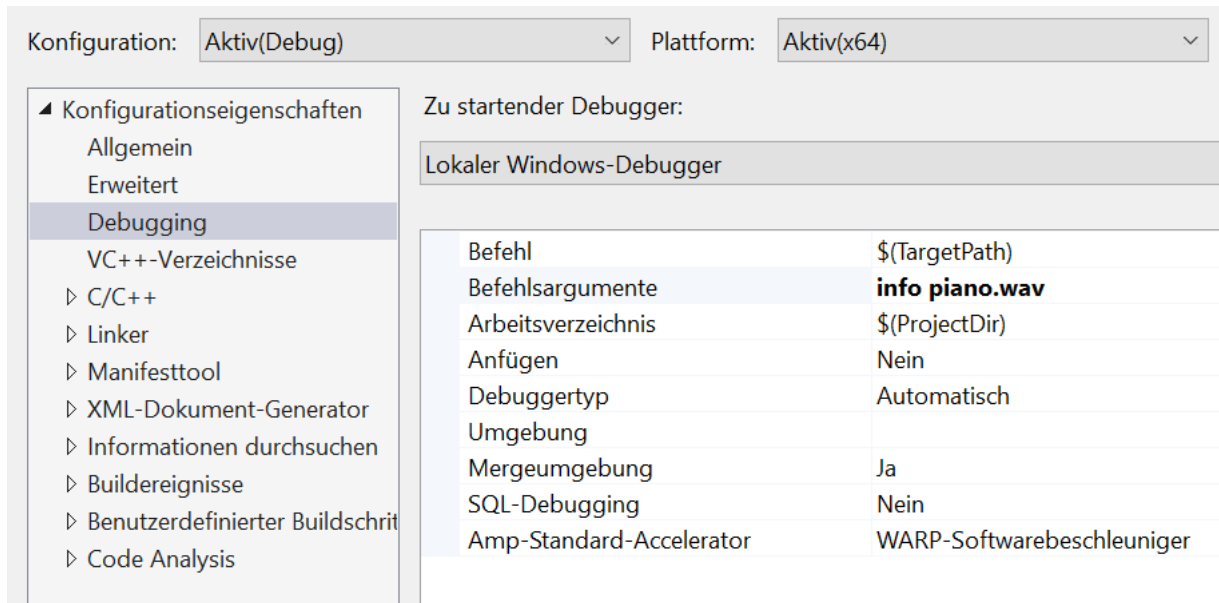 Konfiguration: Aktiv(Debug) Plattform: Aktiv(x64)
Konfigurationseigenschaften
Allgemein
Erweitert
Debugging
VC++-Verzeichnisse
C/C++
Linker
Manifesttool
XML-Dokument-Generator
Informationen durchsuchen
Buildereignisse
Benutzerdefinierter Buildschrit
Code Analysis
Zu startender Debugger:
Lokaler Windows-Debugger
Befehl $(TargetPath)
Befehlsargumente info piano.wav
Arbeitsverzeichnis $(ProjectDir)
Anfügen Nein
Debuggertyp Automatisch
Umgebung
Mergeumgebung Ja
SQL-Debugging Nein
Amp-Standard-Accelerator WARP-Softwarebeschleuniger